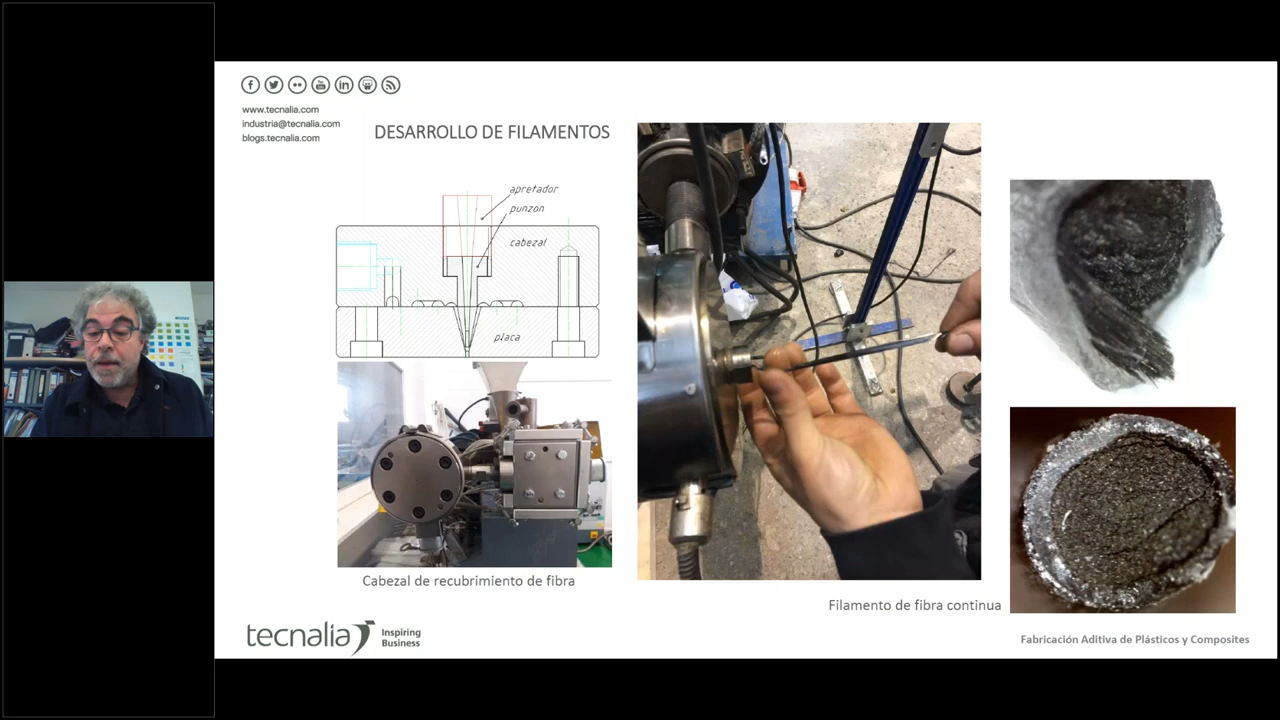 www.tecnalia.com
industria@tecnalia.com
blogs.tecnalia.com
DESARROLLO DE FILAMENTOS
apretador
punzon
cabezal
placa
Cabezal de recubrimiento de fibra
Filamento de fibra continua
tecnalia Inspiring
Business
Fabricación Aditiva de Plásticos y Composites